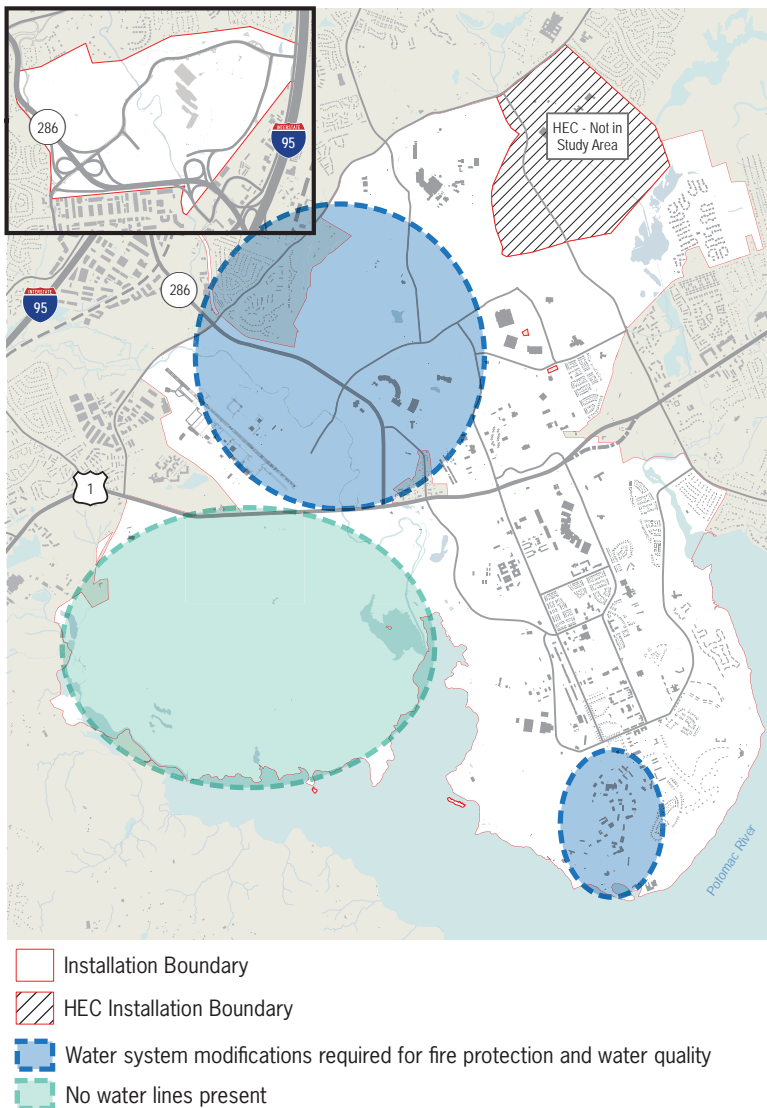 286
INTERSTATE
95
HEC - Not in
Study Area
286
INTERSTATE
95
1
Potomac River
Installation Boundary
HEC Installation Boundary
Water system modifications required for fire protection and water quality
No water lines present